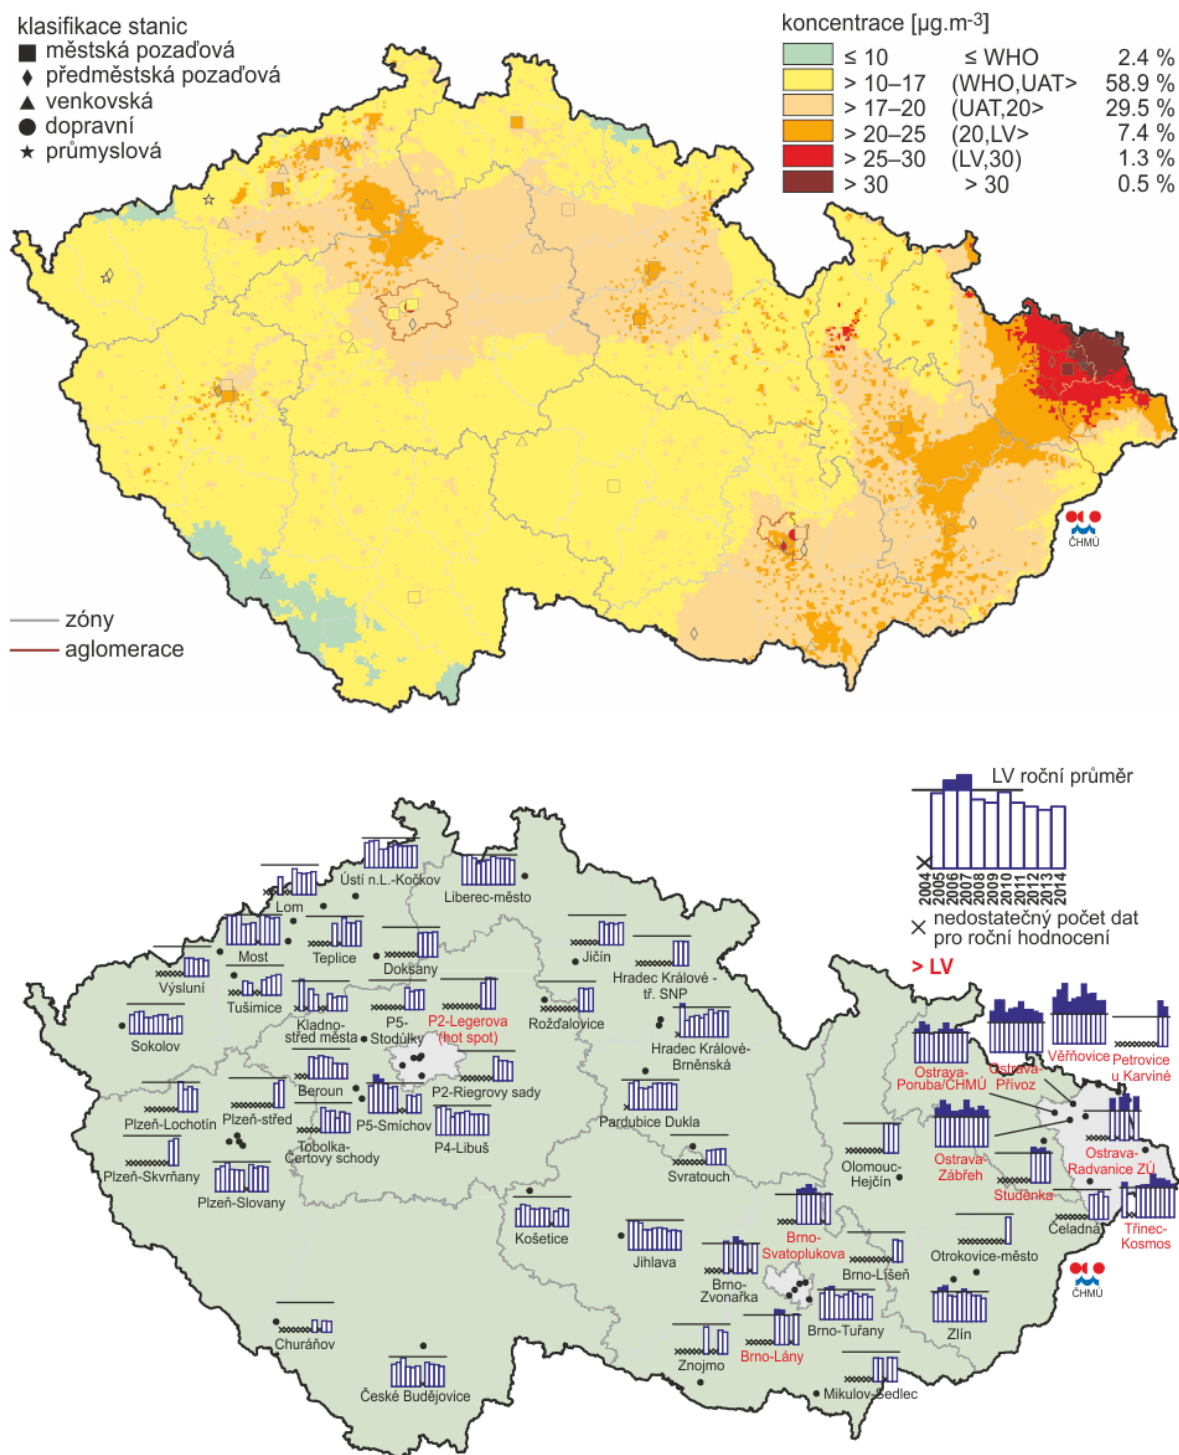 klasifikace stanic
městská pozaďová
předměstská pozaďová
venkovská
dopravní
průmyslová
koncentrace [µg.m-3]
≤ 10 ≤ WHO 2.4 %
> 10–17 (WHO,UAT> 58.9 %
> 17–20 (UAT,20> 29.5 %
> 20–25 (20,LV> 7.4 %
> 25–30 (LV,30) 1.3 %
> 30 > 30 0.5 %
ČHMÚ
zóny
aglomerace
LV roční průměr
2004
2005
2006
2007
2008
2009
2010
2011
2012
2013
2014
× nedostatečný počet dat
pro roční hodnocení
> LV
Ústí n.L.-Kočkov
Liberec-město
Lom
Most
Teplice
Doksany
Jičín
Hradec Králové -
tř. SNP
Výsluní
Tušimice
Kladno-
střed města
P5-
Stodůlky
P2-Legerova
(hot spot)
Rožďalovice
Hradec Králové-
Brněnská
Sokolov
Beroun
P2-Riegrovy sady
Plzeň-Lochotín
Plzeň-střed
P5-Smíchov
Pardubice Dukla
Tobolka-
Čertovy schody
P4-Libuš
Plzeň-Skvrňany
Plzeň-Slovany
Svratouch
Košetice
Jihlava
Ostrava-
Poruba/ČHMÚ
Ostrava-
Přívoz
Věřňovice
Petrovice
u Karviné
Olomouc-
Hejčín
Ostrava-
Zábřeh
Ostrava-
Radvanice ZÚ
Studénka
Čeladná
Třinec-
Kosmos
Brno-
Svatoplukova
Brno-
Zvonařka
Brno-Líšeň
Otrokovice-město
Brno-Tuřany
Zlín
Churáňov
České Budějovice
Znojmo
Brno-Lány
Mikulov-Sedlec
ČHMÚ